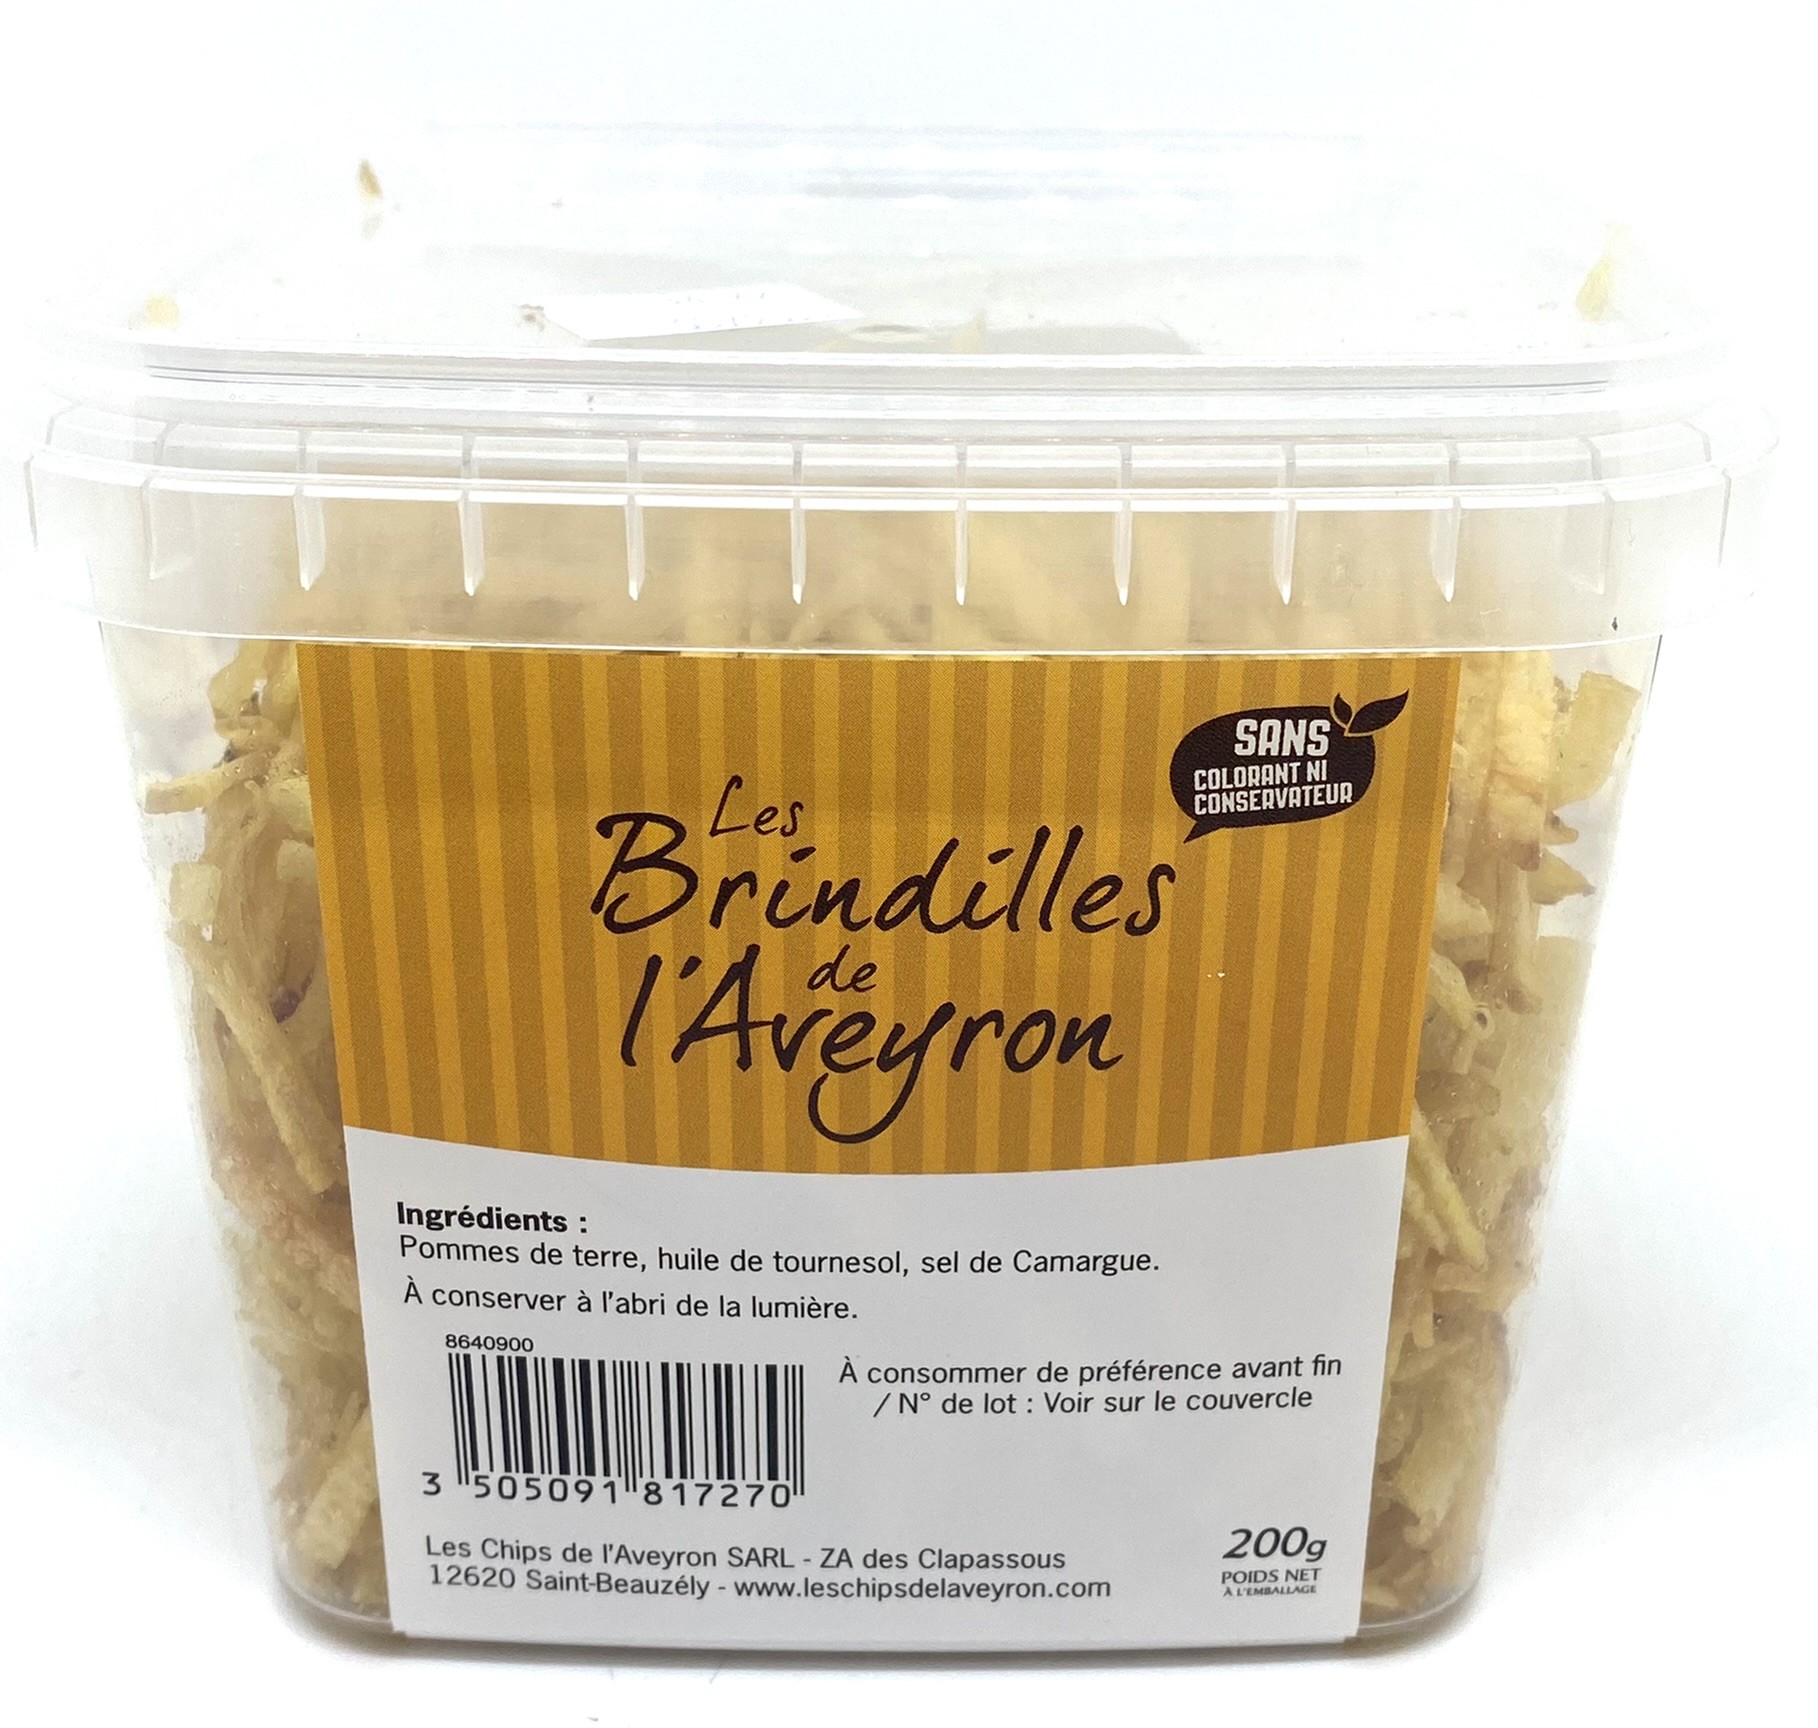 SANS
COLORANT NI
CONSERVATEUR
Les
Brindilles
de
l'Aveyron
Ingrédients :
Pommes de terre, huile de tournesol, sel de Camargue.
À conserver à l'abri de la lumière.
8640900
À consommer de préférence avant fin
/ N° de lot : Voir sur le couvercle
3 505091 817270
Les Chips de l'Aveyron SARL - ZA des Clapassous
12620 Saint-Beauzély - www.leschipsdelaveyron.com
200g
POIDS NET
À L'EMBALLAGE